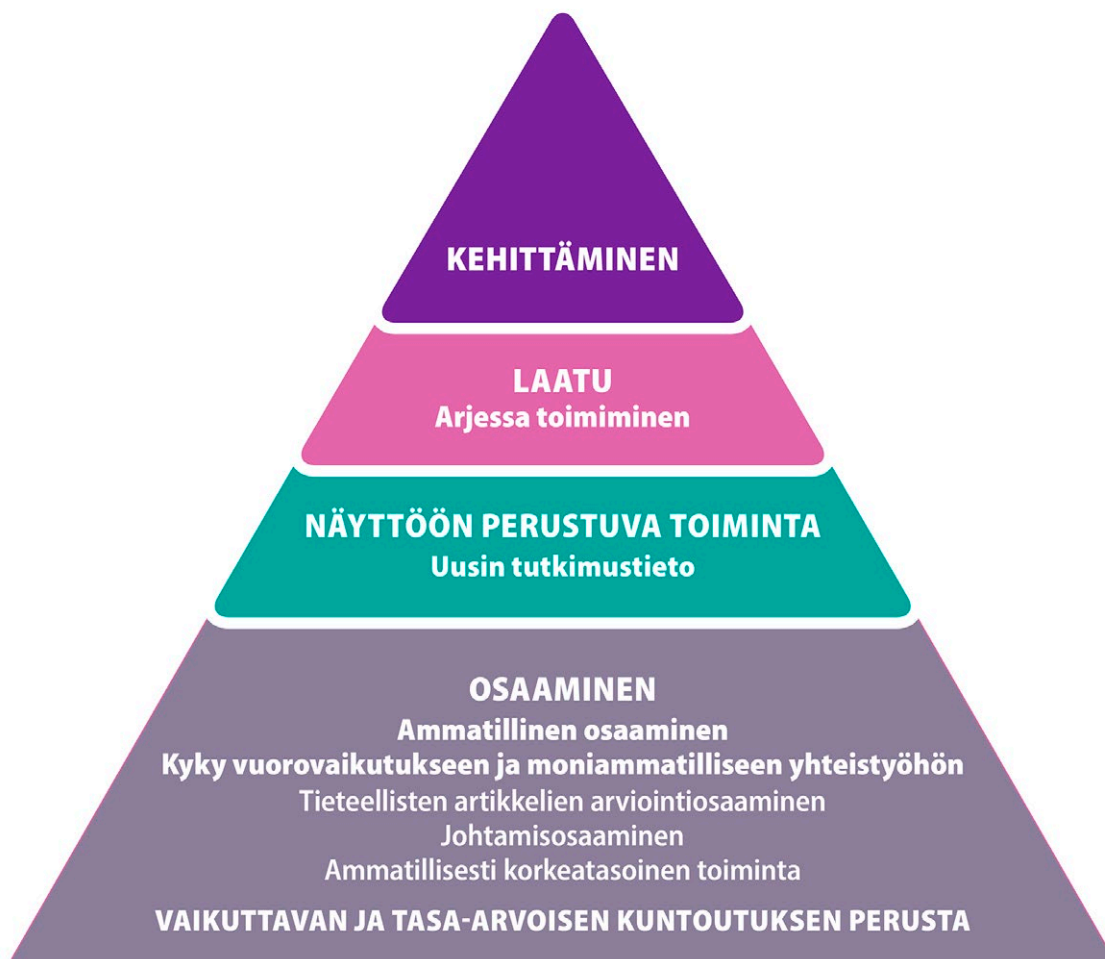 KEHITTÄMINEN
LAATU
Arjessa toimiminen
NÄYTTÖÖN PERUSTUVA TOIMINTA
Uusin tutkimustieto
OSAAMINEN
Ammatillinen osaaminen
Kyky vuorovaikutukseen ja moniammatilliseen yhteistyöhön
Tieteellisten artikkelien arviointiosaaminen
Johtamisosaaminen
Ammatillisesti korkeatasoinen toiminta
VAIKUTTAVAN JA TASA-ARVOISEN KUNTOUTUKSEN PERUSTA